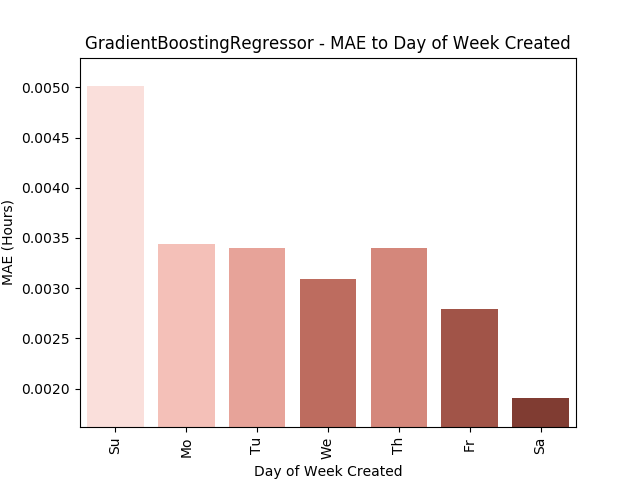 GradientBoostingRegressor - MAE to Day of Week Created
MAE (Hours)
0.0050
0.0045
0.0040
0.0035
0.0030
0.0025
0.0020
Su
Mo
Tu
We
Th
Fr
Sa
Day of Week Created